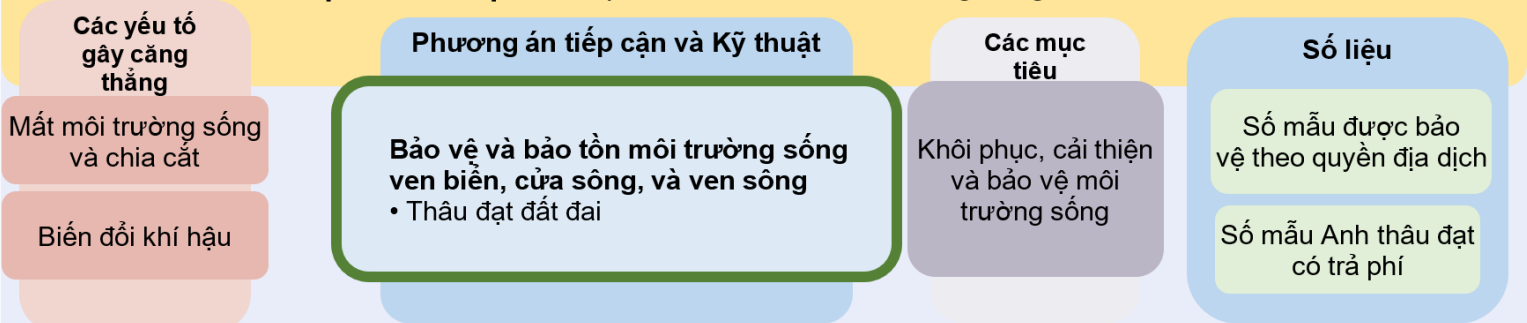 Các yếu tố
gây căng
thẳng
Mất môi trường sống
và chia cắt
Biến đổi khí hậu
Phương án tiếp cận và Kỹ thuật
Bảo vệ và bảo tồn môi trường sống
ven biển, cửa sông, và ven sông
• Thâu đạt đất đai
Các mục
tiêu
Khôi phục, cải thiện
và bảo vệ môi
trường sống
Số liệu
Số mẫu được bảo
vệ theo quyền địa dịch
Số mẫu Anh thâu đạt
có trả phí